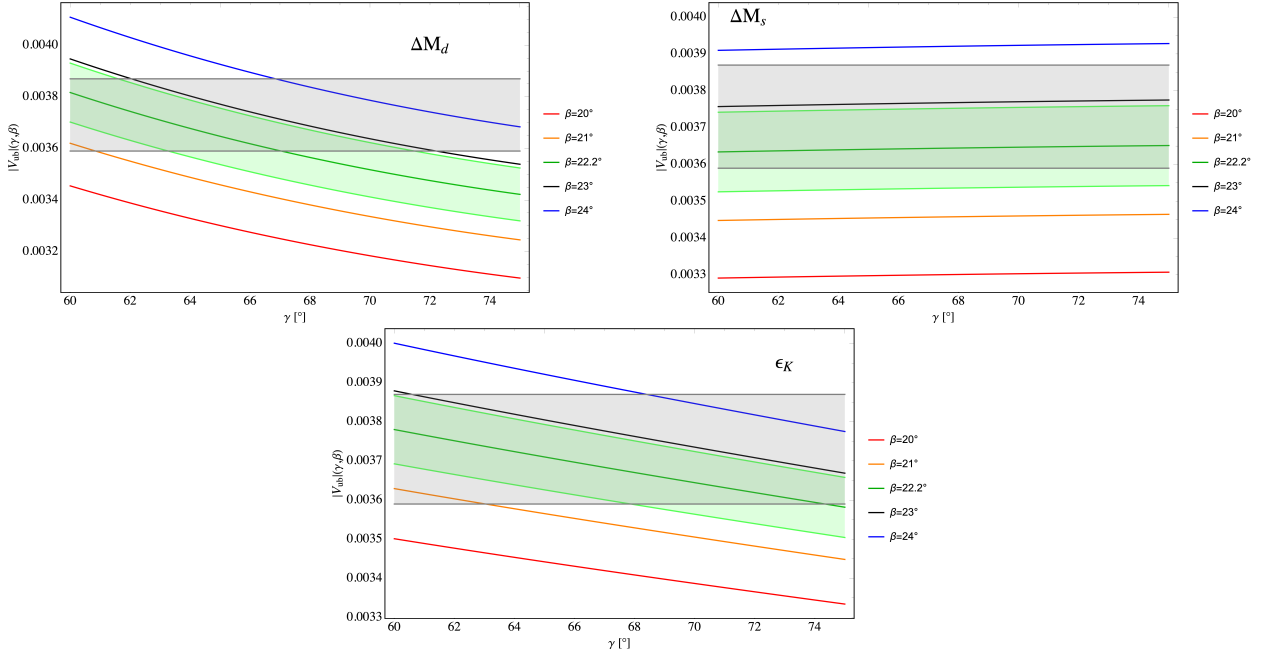 ΔM_d
|V_ub|(γ,β)
0.0040
0.0038
0.0036
0.0034
0.0032
60 62 64 66 68 70 72 74
γ [°]
β=20°
β=21°
β=22.2°
β=23°
β=24°
ΔM_s
|V_ub|(γ,β)
0.0040
0.0039
0.0038
0.0037
0.0036
0.0035
0.0034
0.0033
60 62 64 66 68 70 72 74
γ [°]
β=20°
β=21°
β=22.2°
β=23°
β=24°
ϵ_K
|V_ub|(γ,β)
0.0040
0.0039
0.0038
0.0037
0.0036
0.0035
0.0034
0.0033
60 62 64 66 68 70 72 74
γ [°]
β=20°
β=21°
β=22.2°
β=23°
β=24°